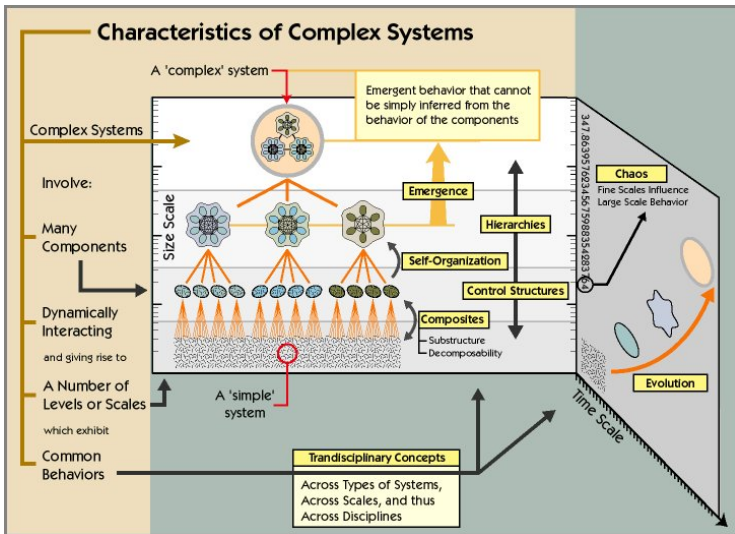 Characteristics of Complex Systems
A 'complex' system
Emergent behavior that cannot
be simply inferred from the
behavior of the components
Complex Systems
Involve:
Many
Components
Dynamically
Interacting
and giving rise to
A Number of
Levels or Scales
which exhibit
Common
Behaviors
Size Scale
Emergence
Hierarchies
Self-Organization
Control Structures
Composites
Substructure
Decomposability
A 'simple'
system
Chaos
Fine Scales Influence
Large Scale Behavior
Evolution
Time Scale
Trandisciplinary Concepts
Across Types of Systems,
Across Scales, and thus
Across Disciplines